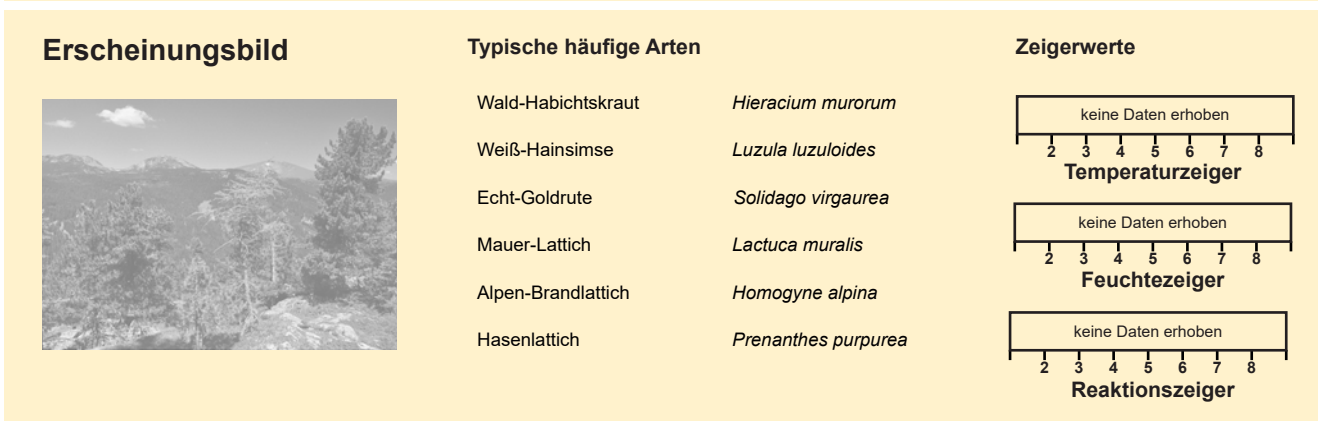 Erscheinungsbild
Typische häufige Arten
Wald-Habichtskraut Hieracium murorum
Weiß-Hainsimse Luzula luzuloides
Echt-Goldrute Solidago virgaurea
Mauer-Lattich Lactuca muralis
Alpen-Brandlattich Homogyne alpina
Hasenlattich Prenanthes purpurea
Zeigerwerte
keine Daten erhoben
2 3 4 5 6 7 8
Temperaturzeiger
keine Daten erhoben
2 3 4 5 6 7 8
Feuchtezeiger
keine Daten erhoben
2 3 4 5 6 7 8
Reaktionszeiger